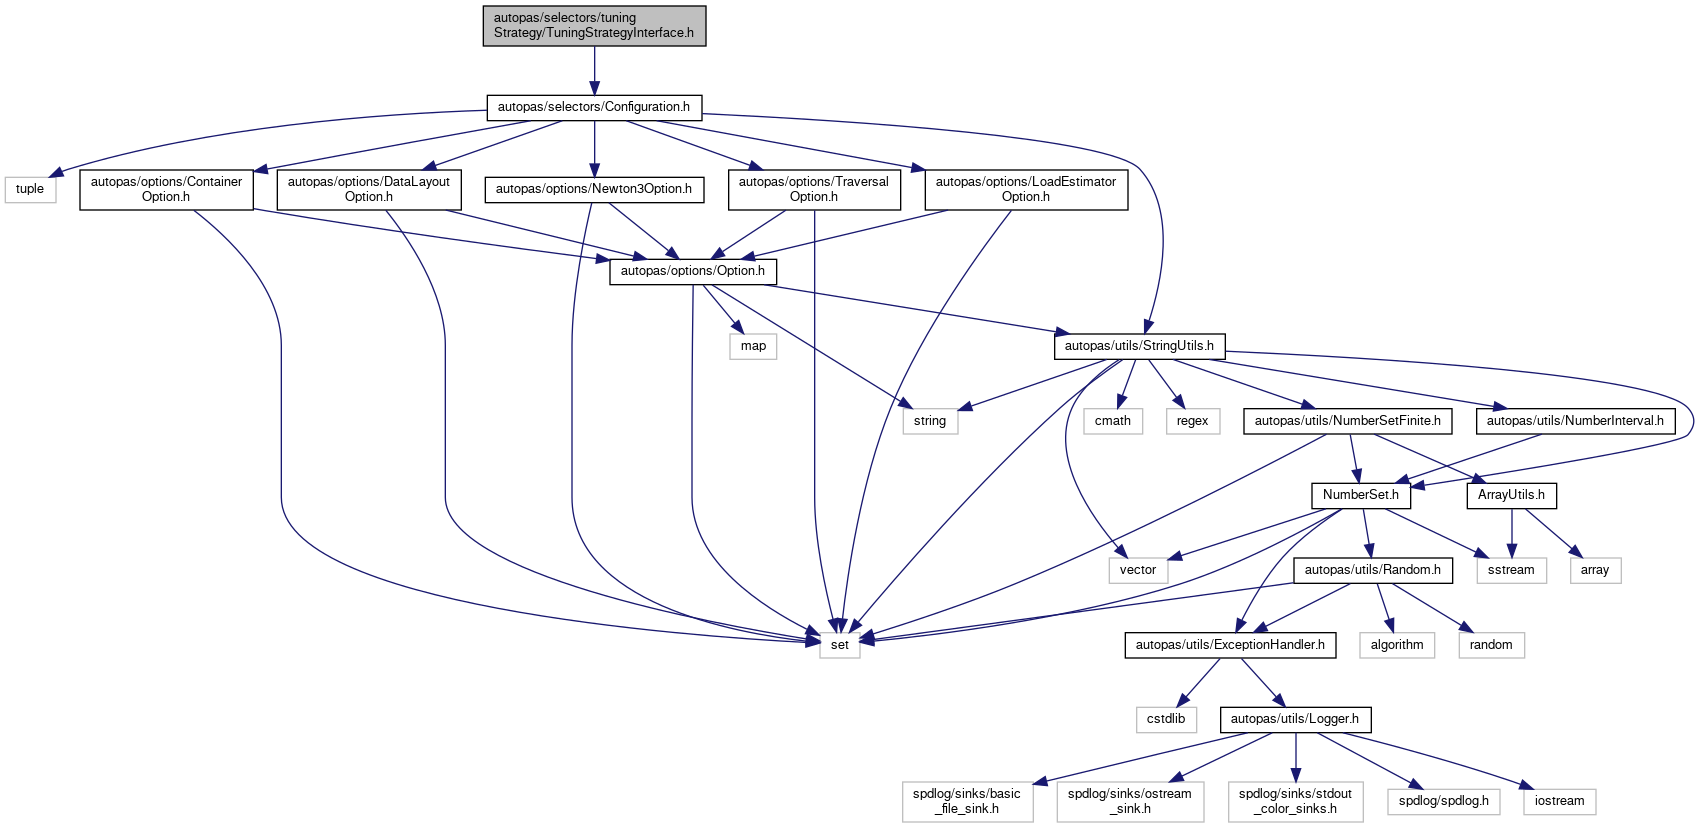 autopas/selectors/tuning
Strategy/TuningStrategyInterface.h
autopas/selectors/Configuration.h
tuple
autopas/options/Container
Option.h
autopas/options/DataLayout
Option.h
autopas/options/Newton3Option.h
autopas/options/Traversal
Option.h
autopas/options/LoadEstimator
Option.h
autopas/options/Option.h
map
autopas/utils/StringUtils.h
string
cmath
regex
autopas/utils/NumberSetFinite.h
autopas/utils/NumberInterval.h
NumberSet.h
ArrayUtils.h
vector
autopas/utils/Random.h
sstream
array
set
autopas/utils/ExceptionHandler.h
algorithm
random
cstdlib
autopas/utils/Logger.h
spdlog/sinks/basic
_file_sink.h
spdlog/sinks/ostream
_sink.h
spdlog/sinks/stdout
_color_sinks.h
spdlog/spdlog.h
iostream